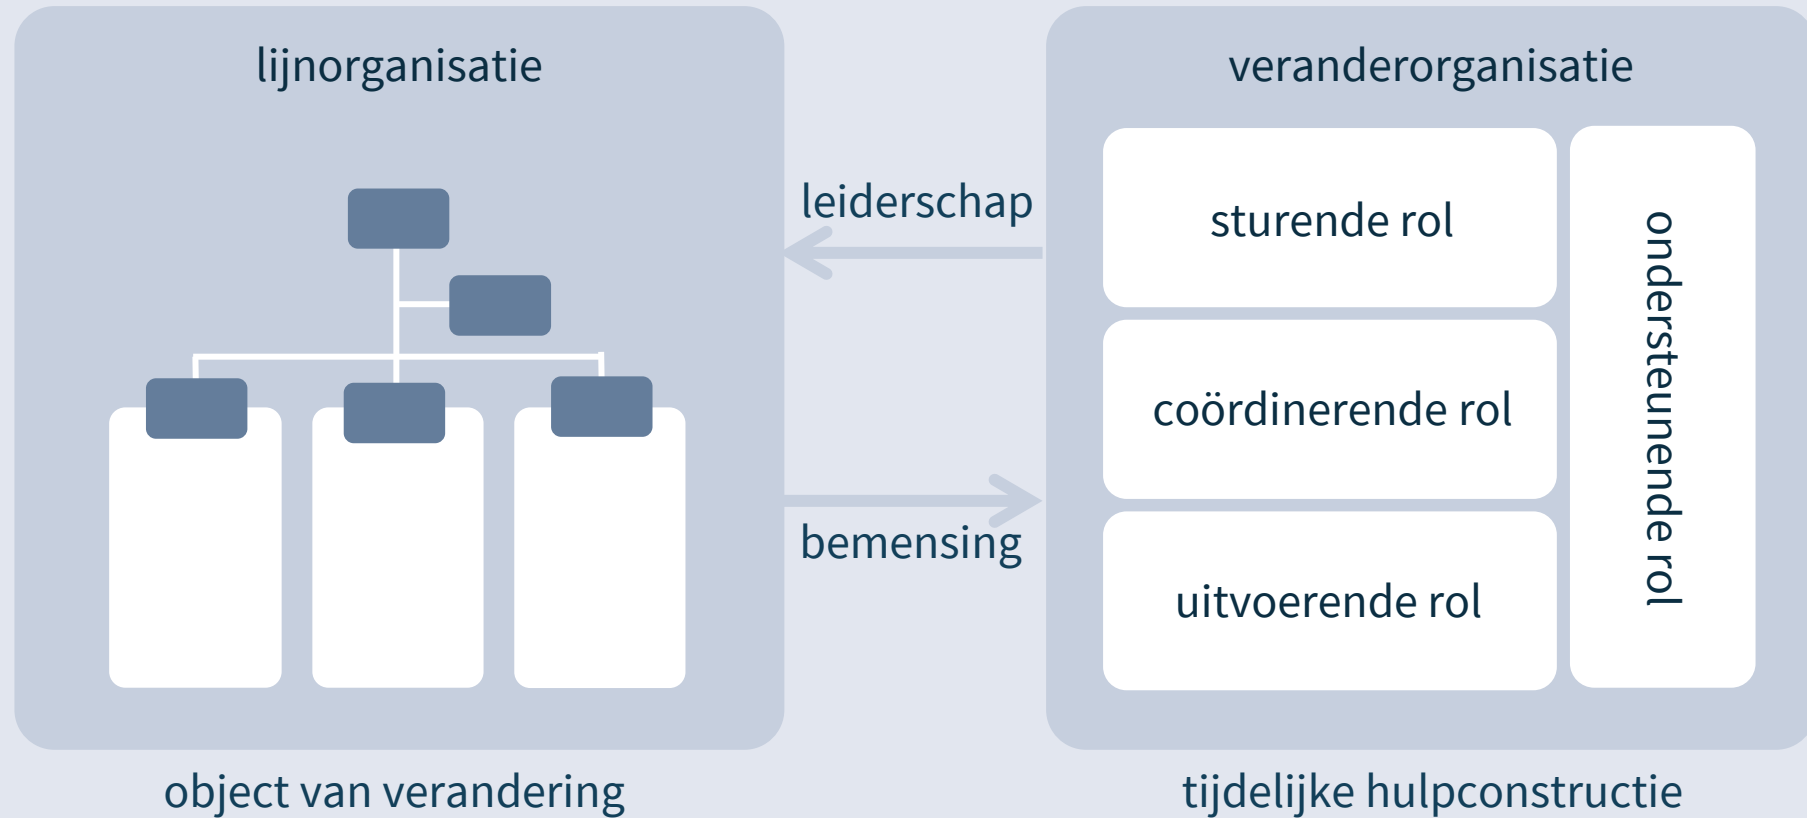 lijnorganisatie
object van verandering
leiderschap
bemensing
veranderorganisatie
sturende rol
coördinerende rol
uitvoerende rol
ondersteunende rol
tijdelijke hulpconstructie